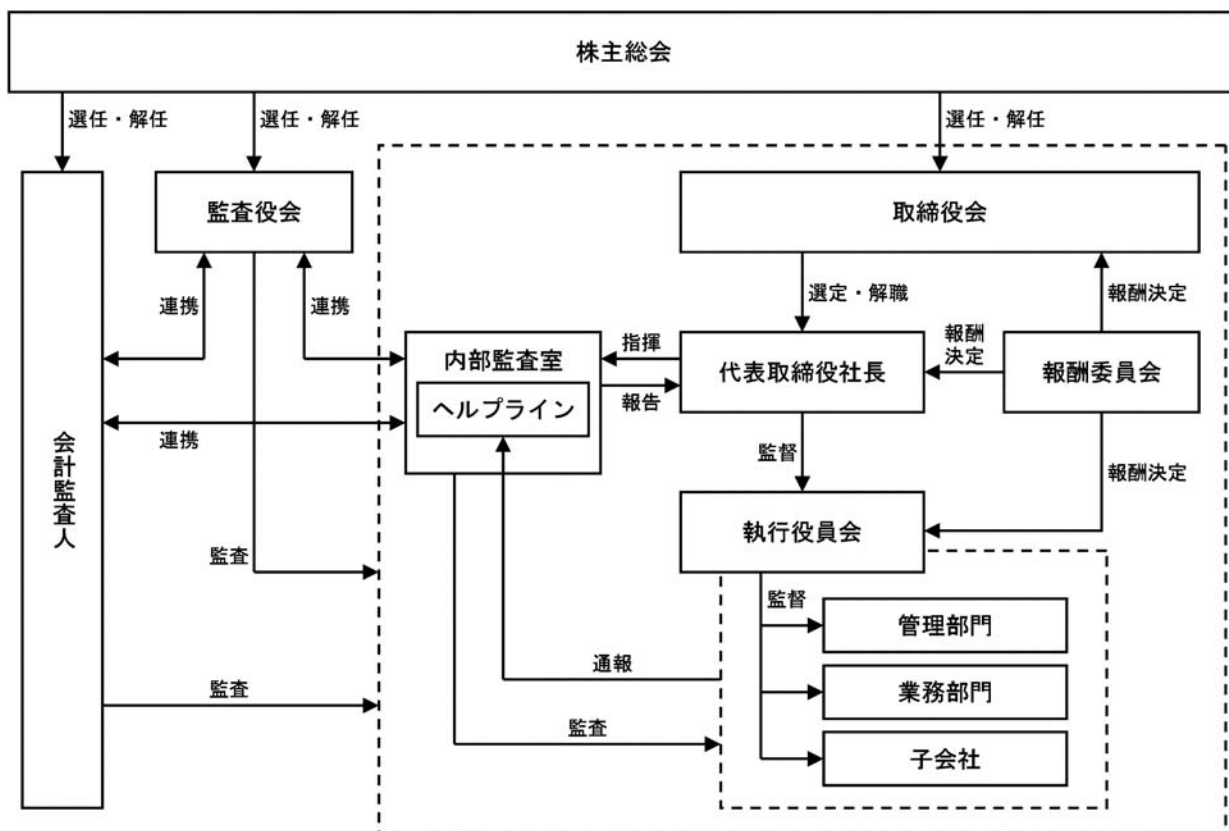 株主総会
選任・解任
選任・解任
選任・解任
監査役会
取締役会
連携
連携
選定・解職
報酬決定
内部監査室
ヘルプライン
指揮
報告
代表取締役社長
報酬
決定
報酬委員会
連携
会計監査人
監督
報酬決定
執行役員会
監査
監督
管理部門
通報
監査
業務部門
監査
子会社